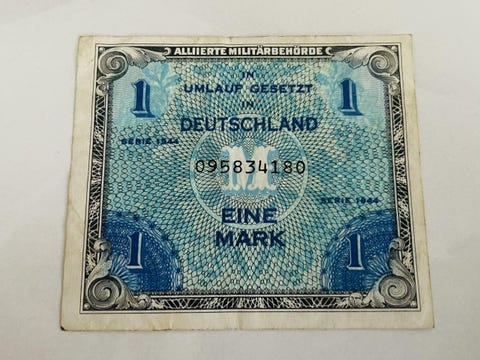 ALLIIERTE MILITÄRBEHÖRDE
1 IN 1
UMLAUF GESETZT
IN
DEUTSCHLAND
SERIE 1944
095834180
M
SERIE 1944
EINE
1 MARK 1